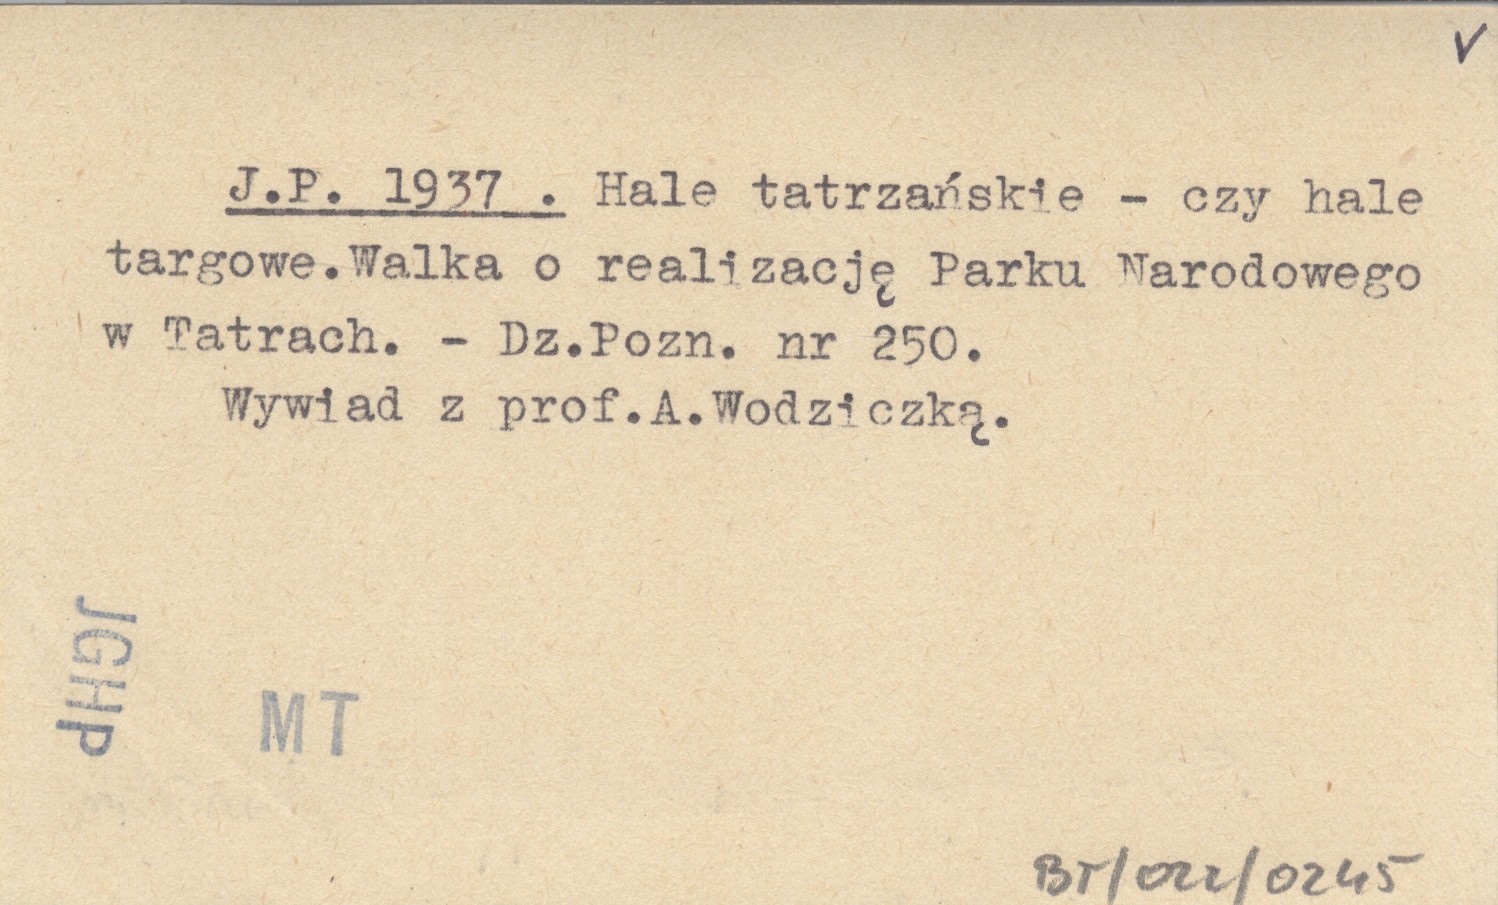 J.P. 1937 . Hale tatrzańskie - czy hale
targowe.Walka o realizację Parku Narodowego
w Tatrach. - Dz.Pozn. nr 250.
Wywiad z prof.A.Wodziczką.
JGHP
MT
BT/022/0245